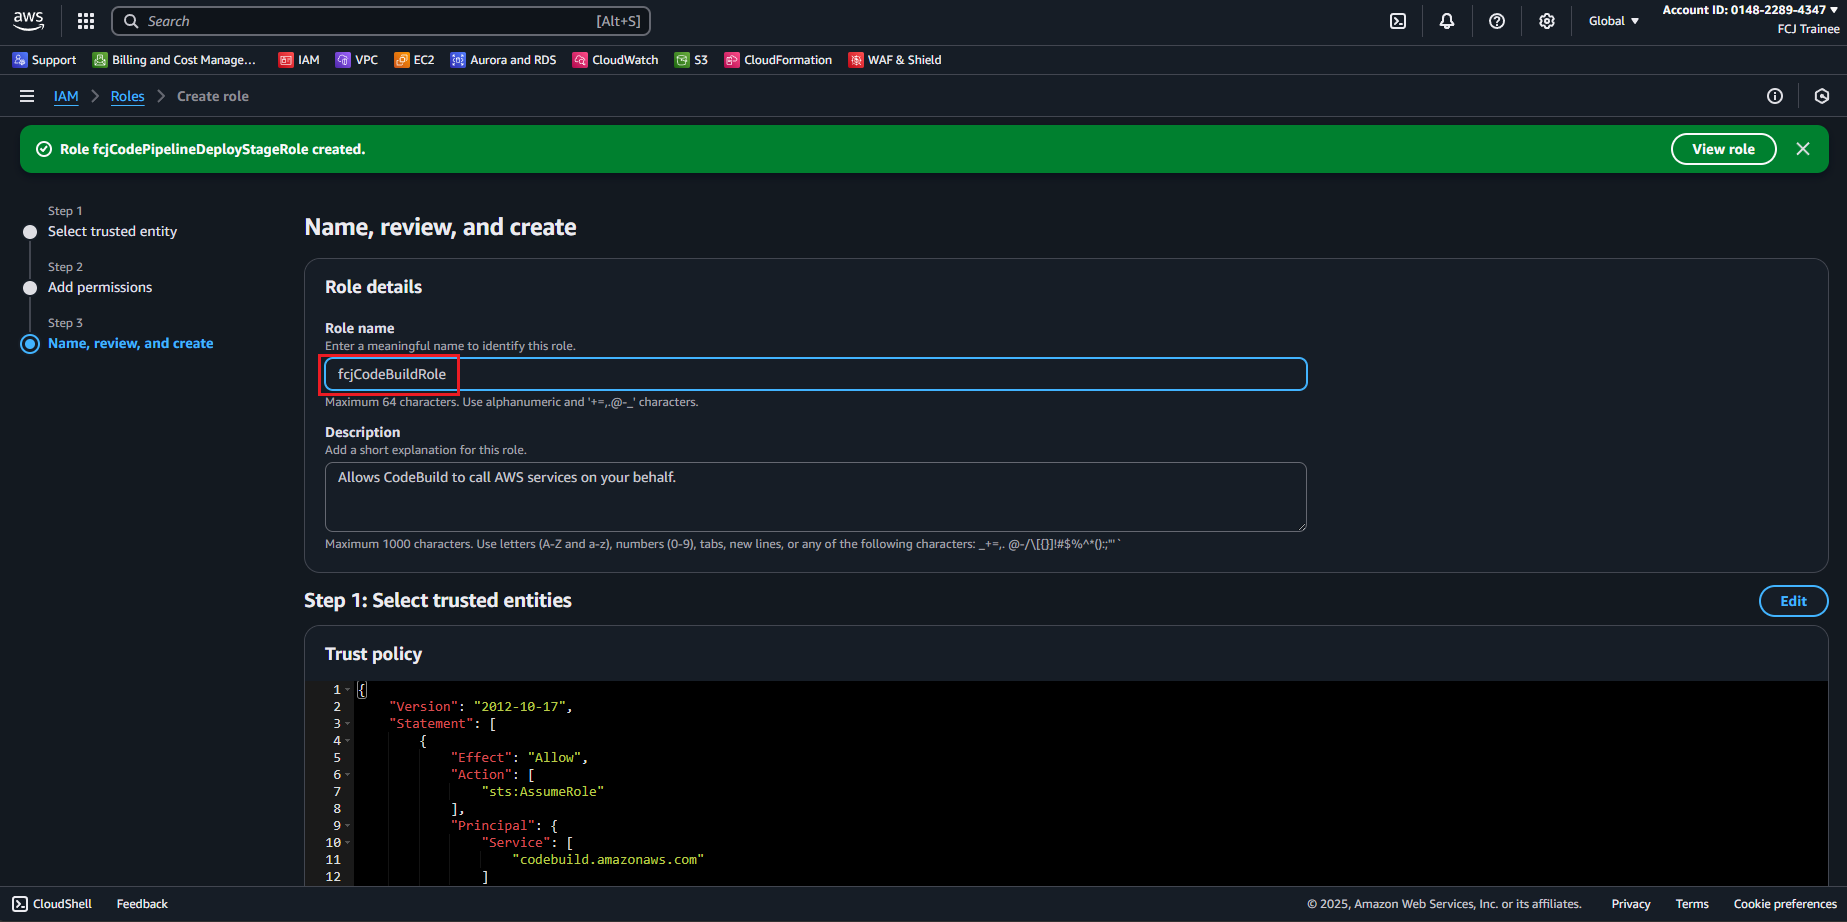 aws
Search [Alt+S]
Global
Account ID: 0148-2289-4347
FCJ Trainee
Support Billing and Cost Manage... IAM VPC EC2 Aurora and RDS CloudWatch S3 CloudFormation WAF & Shield
IAM Roles Create role
Role fcjCodePipelineDeployStageRole created.
View role
Step 1
Select trusted entity
Step 2
Add permissions
Step 3
Name, review, and create
Name, review, and create
Role details
Role name
Enter a meaningful name to identify this role.
fcjCodeBuildRole
Maximum 64 characters. Use alphanumeric and '+=,.@-_' characters.
Description
Add a short explanation for this role.
Allows CodeBuild to call AWS services on your behalf.
Maximum 1000 characters. Use letters (A-Z and a-z), numbers (0-9), tabs, new lines, or any of the following characters: _+=,. @-/\[{}]!#$%^*();:"'`
Step 1: Select trusted entities
Edit
Trust policy
1 {
2 "Version": "2012-10-17",
3 "Statement": [
4 {
5 "Effect": "Allow",
6 "Action": [
7 "sts:AssumeRole"
8 ],
9 "Principal": {
10 "Service": [
11 "codebuild.amazonaws.com"
12 ]
CloudShell Feedback
© 2025, Amazon Web Services, Inc. or its affiliates. Privacy Terms Cookie preferences